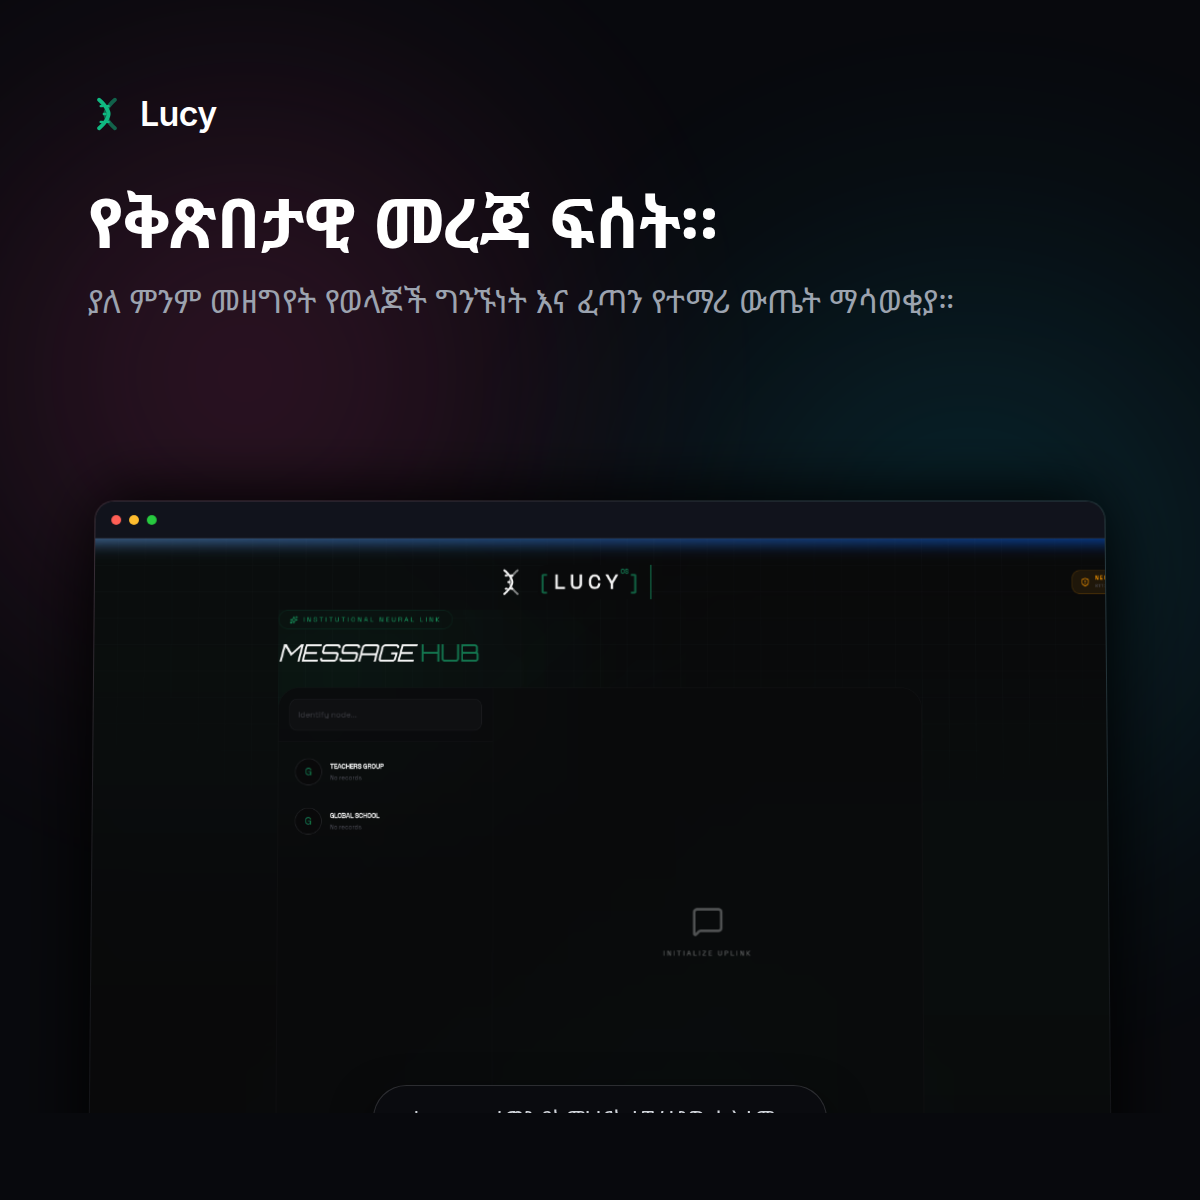 Lucy
የቅጽበታዊ መረጃ ፍሰት።
ያለ ምንም መዘግየት የወላጆች ግንኙነት እና ፈጣን የተማሪ ውጤት ማሳወቂያ።
[LUCY OS]
INSTITUTIONAL NEURAL LINK
MESSAGE HUB
Identify node...
TEACHERS GROUP
No records
GLOBAL SCHOOL
No records
INITIALIZE UPLINK